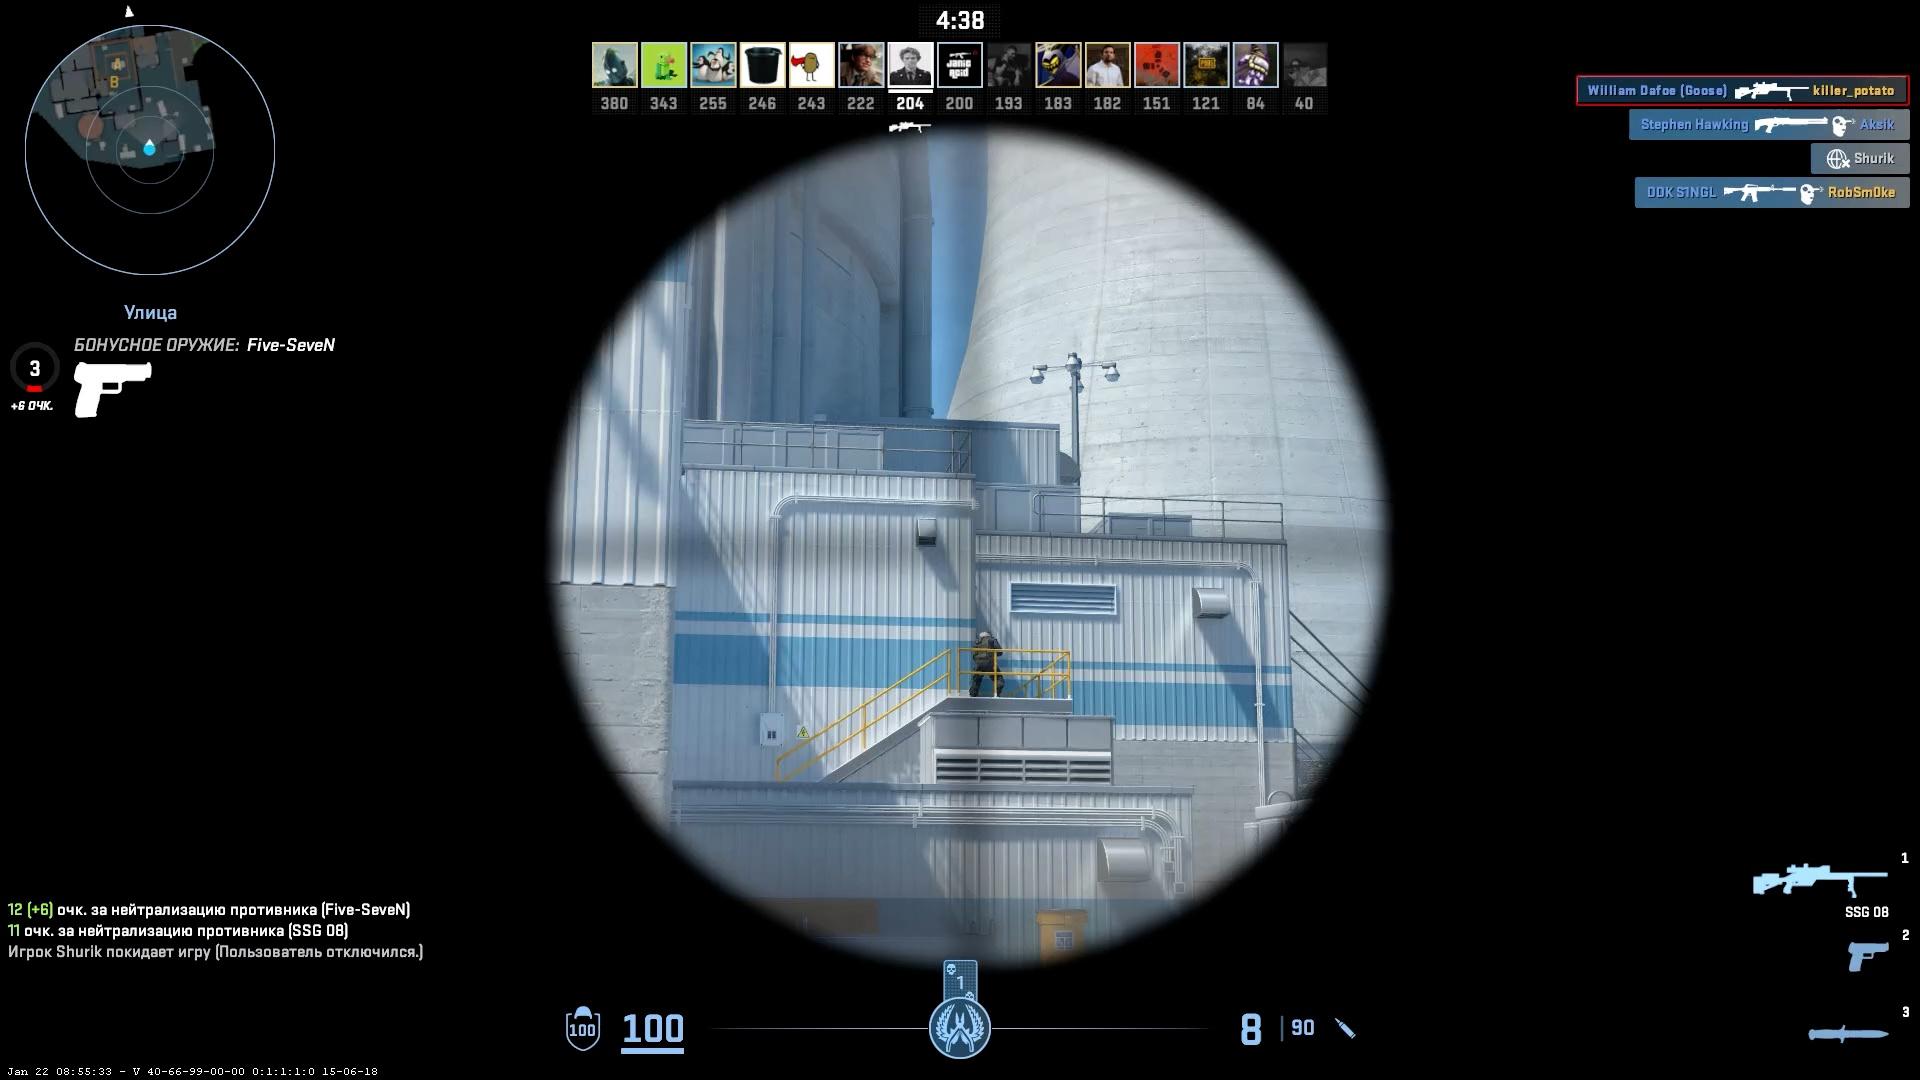 4:38
Janic Acid
380 343 255 246 243 222 204 200 193 183 182 151 121 84 40
William Dafoe (Goose) killer_potato
Stephen Hawking Aksik
Shurik
DDK S1NGL RobSm0ke
A
B
Улица
БОНУСНОЕ ОРУЖИЕ: Five-SeveN
3
+6 ОЧК.
12 (+6) очк. за нейтрализацию противника (Five-SeveN)
11 очк. за нейтрализацию противника (SSG 08)
Игрок Shurik покидает игру (Пользователь отключился.)
1
SSG 08
2
3
1
100 100 8 90
Jan 22 08:55:33 - V 40-66-99-00-00 0:1:1:1:0 15-06-18